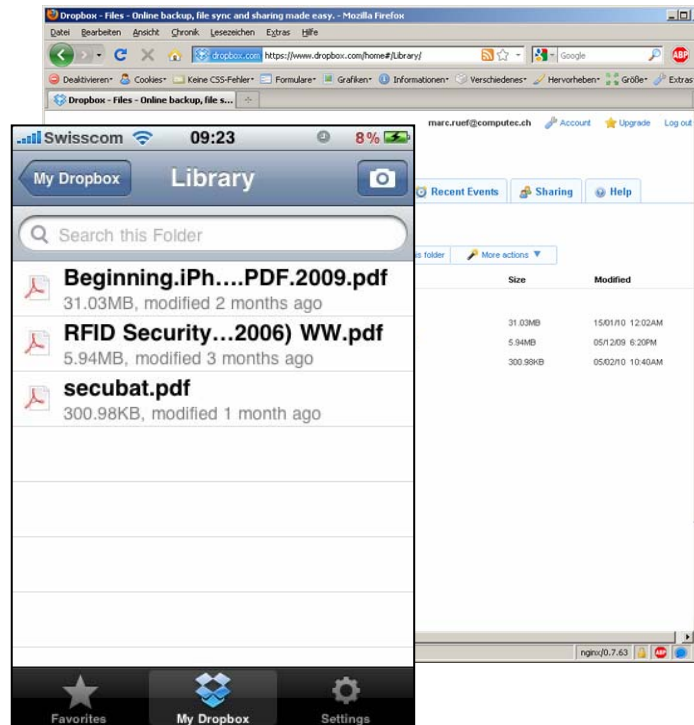 Dropbox - Files - Online backup, file sync and sharing made easy. - Mozilla Firefox
Datei Bearbeiten Ansicht Chronik Lesezeichen Extras Hilfe
dropbox.com https://www.dropbox.com/home#/Library/
Google
ABP
Deaktivieren Cookies Keine CSS-Fehler Formulare Grafiken Informationen Verschiedenes Hervorheben Größe Extras
Dropbox - Files - Online backup, file s...
marc.ruef@computec.ch Account Upgrade Log out
Recent Events Sharing Help
is folder More actions
Size Modified
31.03MB 15/01/10 12:02AM
5.94MB 05/12/09 6:20PM
300.98KB 05/02/10 10:40AM
nginx/0.7.63
ABP
Swisscom 09:23 8%
My Dropbox Library
Search this Folder
Beginning.iPh....PDF.2009.pdf
31.03MB, modified 2 months ago
RFID Security...2006) WW.pdf
5.94MB, modified 3 months ago
secubat.pdf
300.98KB, modified 1 month ago
Favorites My Dropbox Settings